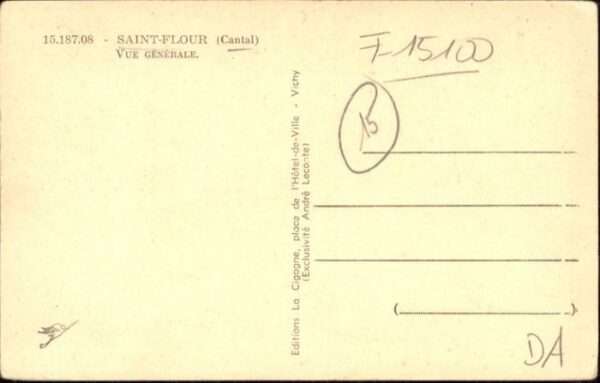 15.187.08 - SAINT-FLOUR (Cantal)
VUE GÉNÉRALE.
Editions La Cigogne, place de l'Hôtel-de-Ville - Vichy
(Exclusivité André Leconte)
F-15100
15
DA